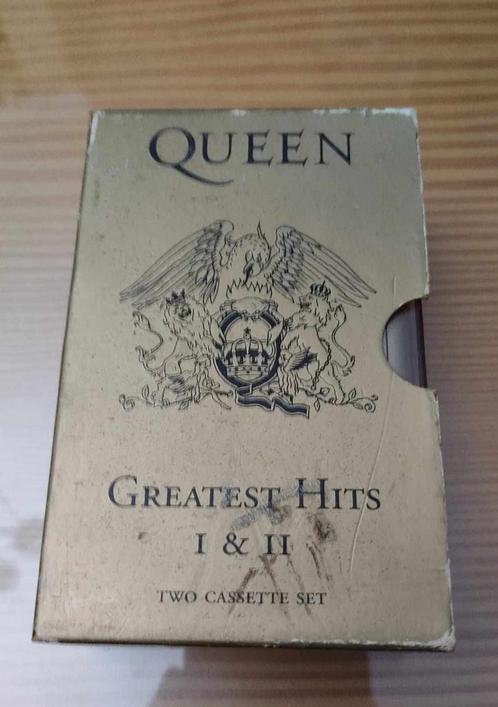 QUEEN
GREATEST HITS
I & II
TWO CASSETTE SET